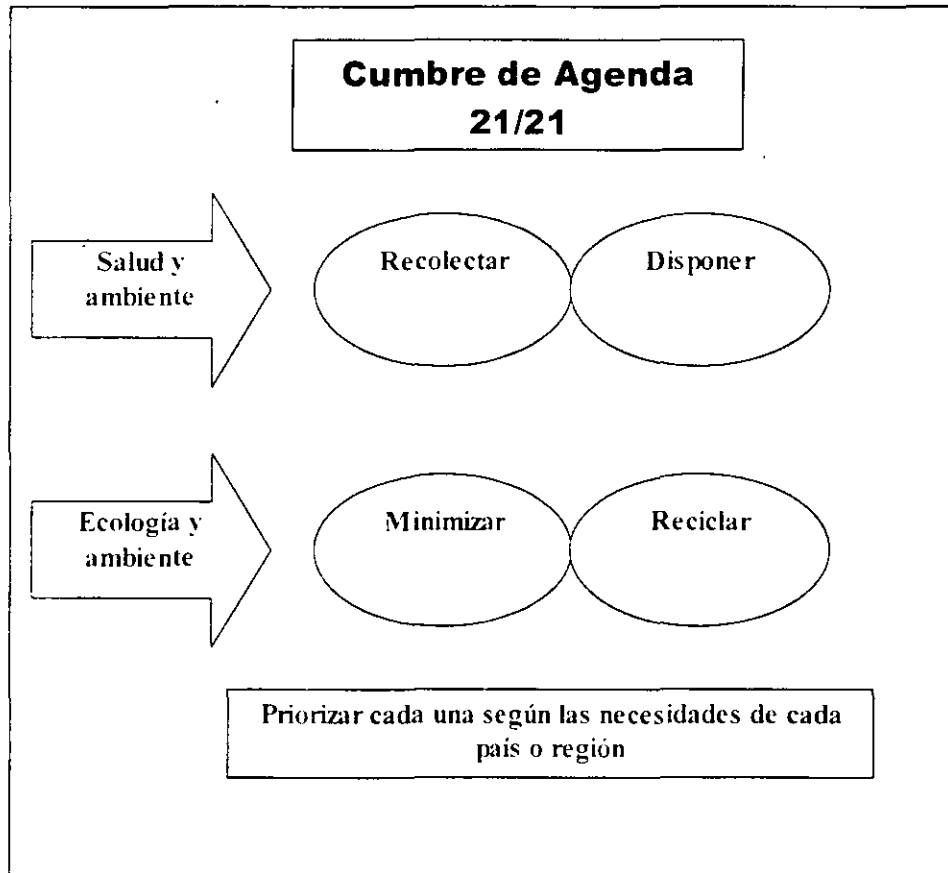 Cumbre de Agenda
21/21
Salud y
ambiente
Recolectar
Disponer
Ecología y
ambiente
Minimizar
Reciclar
Priorizar cada una según las necesidades de cada
país o región